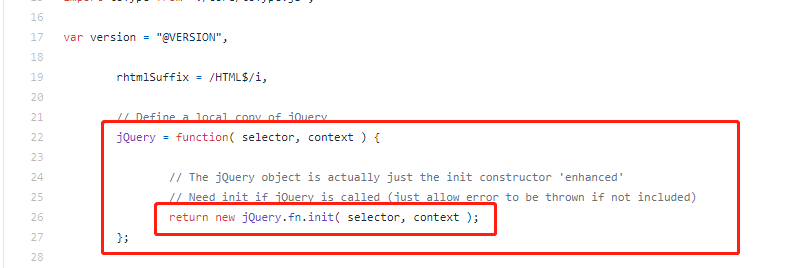 16
17 var version = "@VERSION",
18
19 rhtmlSuffix = /HTML$/i,
20
21 // Define a local copy of jQuery
22 jQuery = function( selector, context ) {
23
24 // The jQuery object is actually just the init constructor 'enhanced'
25 // Need init if jQuery is called (just allow error to be thrown if not included)
26 return new jQuery.fn.init( selector, context );
27 };
28